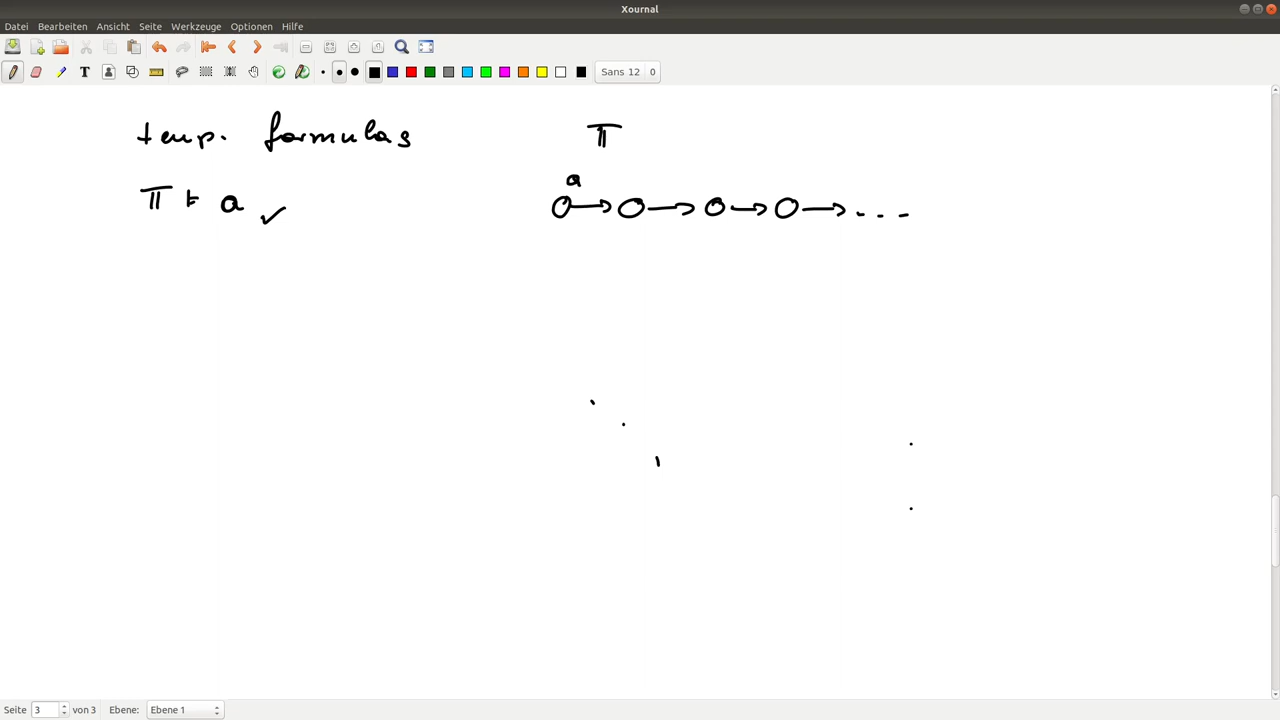 Xournal
Datei Bearbeiten Ansicht Seite Werkzeuge Optionen Hilfe
Sans 12 0
temp. formulas π
π ⊨ a ✓
a
Seite 3 von 3 Ebene: Ebene 1